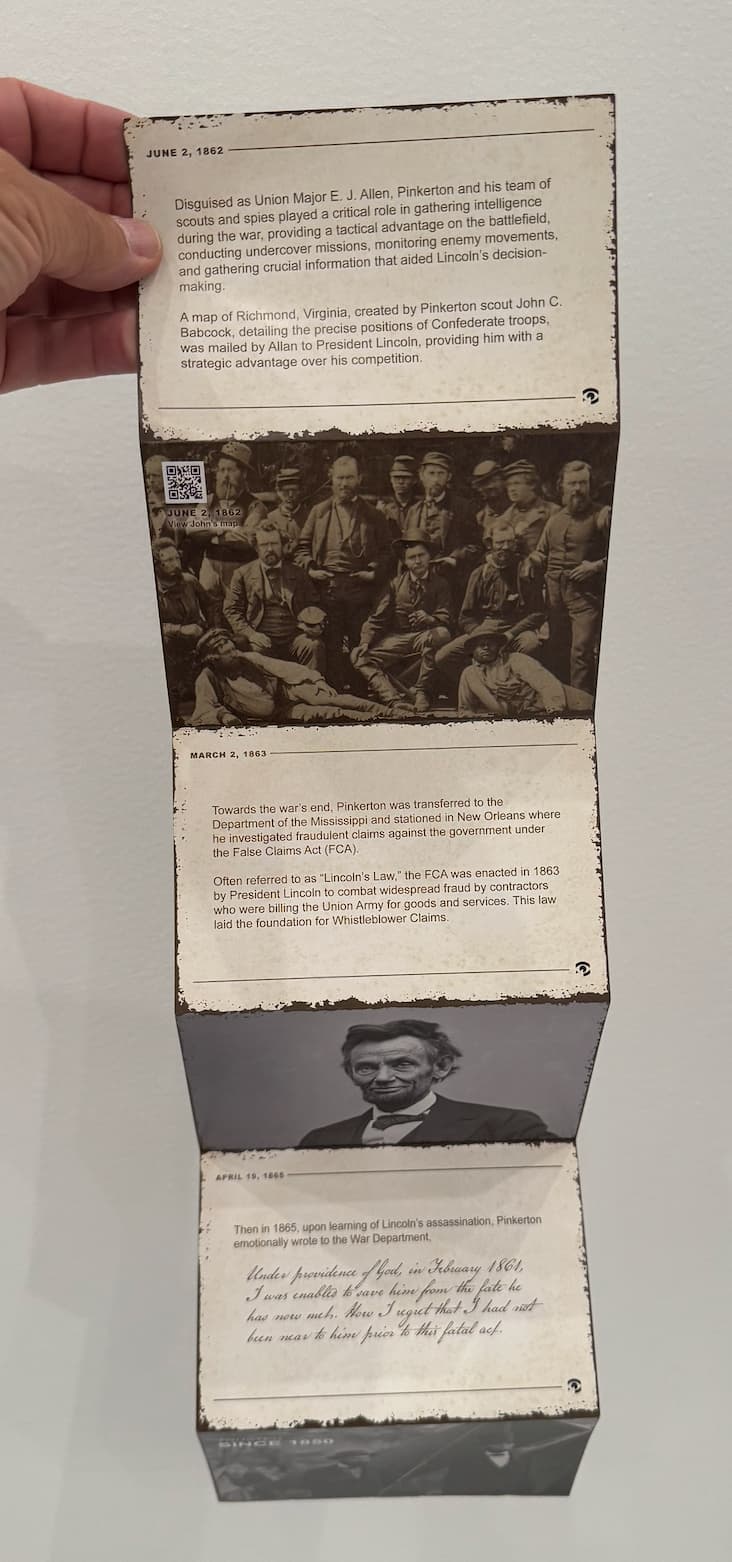 JUNE 2, 1862
Disguised as Union Major E. J. Allen, Pinkerton and his team of
scouts and spies played a critical role in gathering intelligence
during the war, providing a tactical advantage on the battlefield,
conducting undercover missions, monitoring enemy movements,
and gathering crucial information that aided Lincoln's decision-
making.
A map of Richmond, Virginia, created by Pinkerton scout John C.
Babcock, detailing the precise positions of Confederate troops,
was mailed by Allan to President Lincoln, providing him with a
strategic advantage over his competition.
JUNE 2, 1862
View John's map
MARCH 2, 1863
Towards the war's end, Pinkerton was transferred to the
Department of the Mississippi and stationed in New Orleans where
he investigated fraudulent claims against the government under
the False Claims Act (FCA).
Often referred to as “Lincoln's Law,” the FCA was enacted in 1863
by President Lincoln to combat widespread fraud by contractors
who were billing the Union Army for goods and services. This law
laid the foundation for Whistleblower Claims.
APRIL 19, 1865
Then in 1865, upon learning of Lincoln's assassination, Pinkerton
emotionally wrote to the War Department,
Under providence of God, in February 1861,
I was enabled to save him from the fate he
has now met. How I regret that I had not
been near to him prior to this fatal act.
SINCE 1850